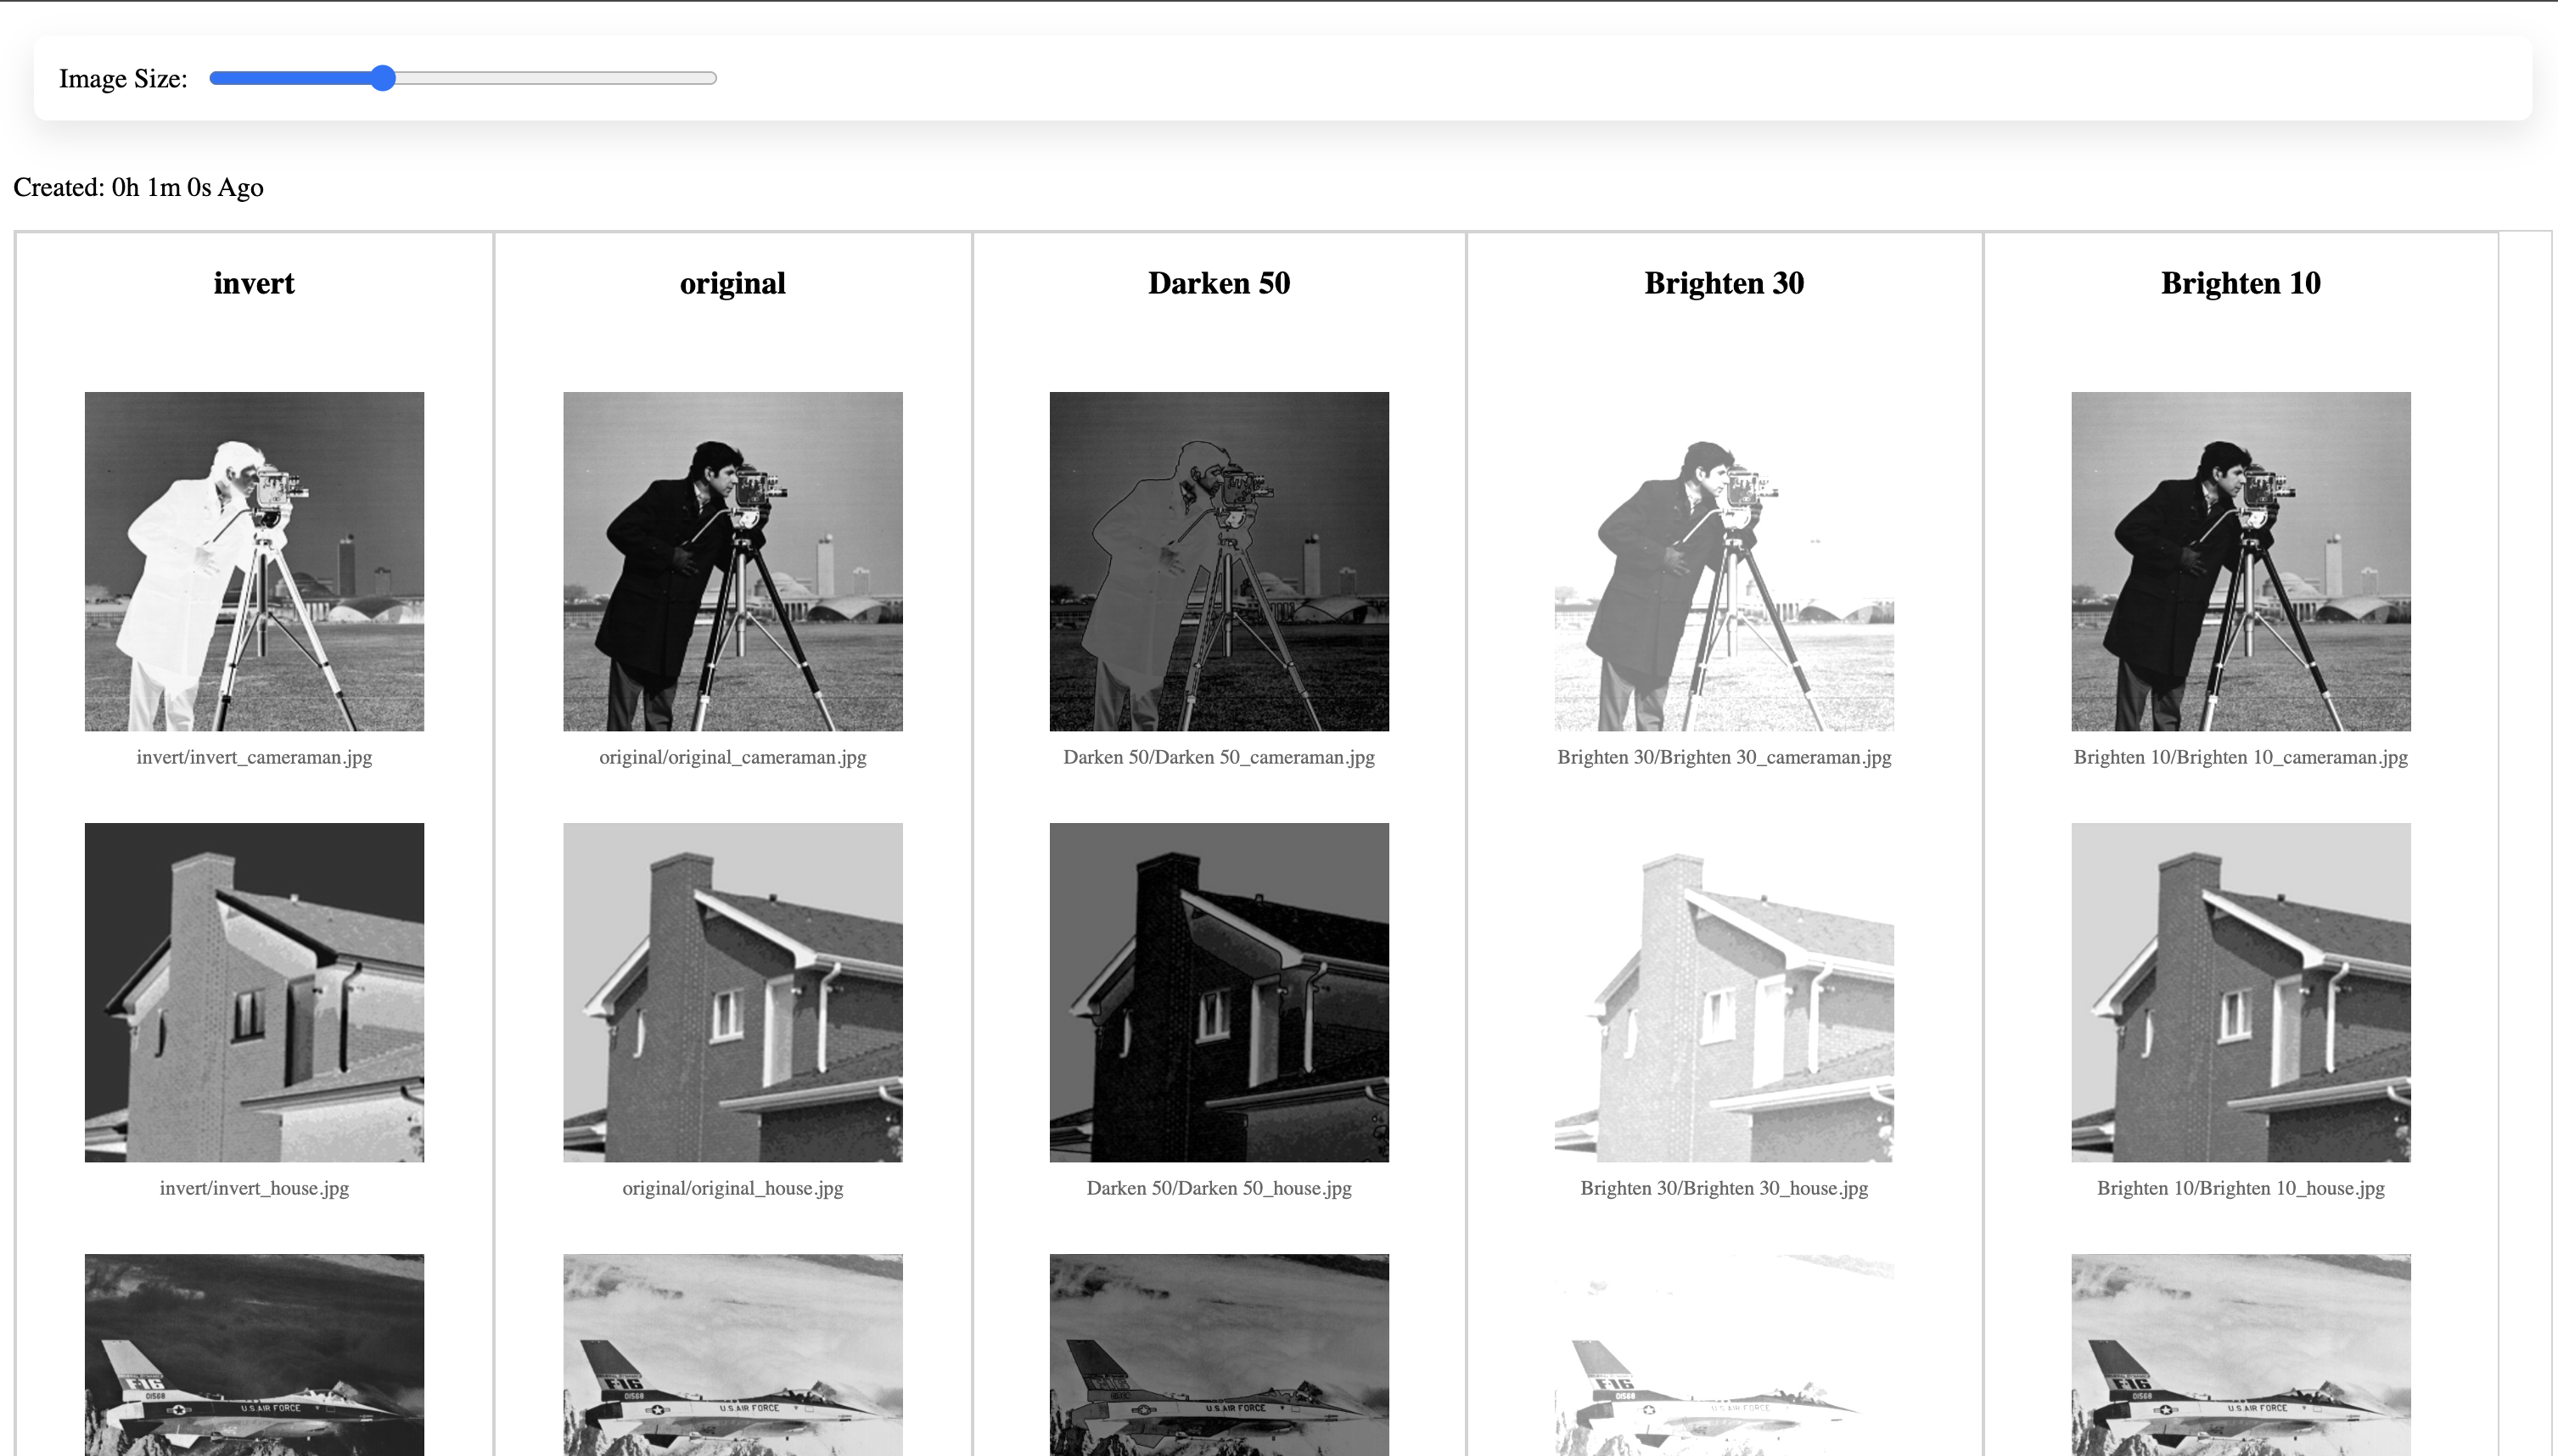 Image Size:
Created: 0h 1m 0s Ago
invert
original
Darken 50
Brighten 30
Brighten 10
invert/invert_cameraman.jpg
original/original_cameraman.jpg
Darken 50/Darken 50_cameraman.jpg
Brighten 30/Brighten 30_cameraman.jpg
Brighten 10/Brighten 10_cameraman.jpg
invert/invert_house.jpg
original/original_house.jpg
Darken 50/Darken 50_house.jpg
Brighten 30/Brighten 30_house.jpg
Brighten 10/Brighten 10_house.jpg
F-16
01568
U.S. AIR FORCE
F-16
01568
U.S. AIR FORCE
F-16
U.S. AIR FORCE
F-16
01568
U.S. AIR FORCE
F-16
01568
U.S. AIR FORCE